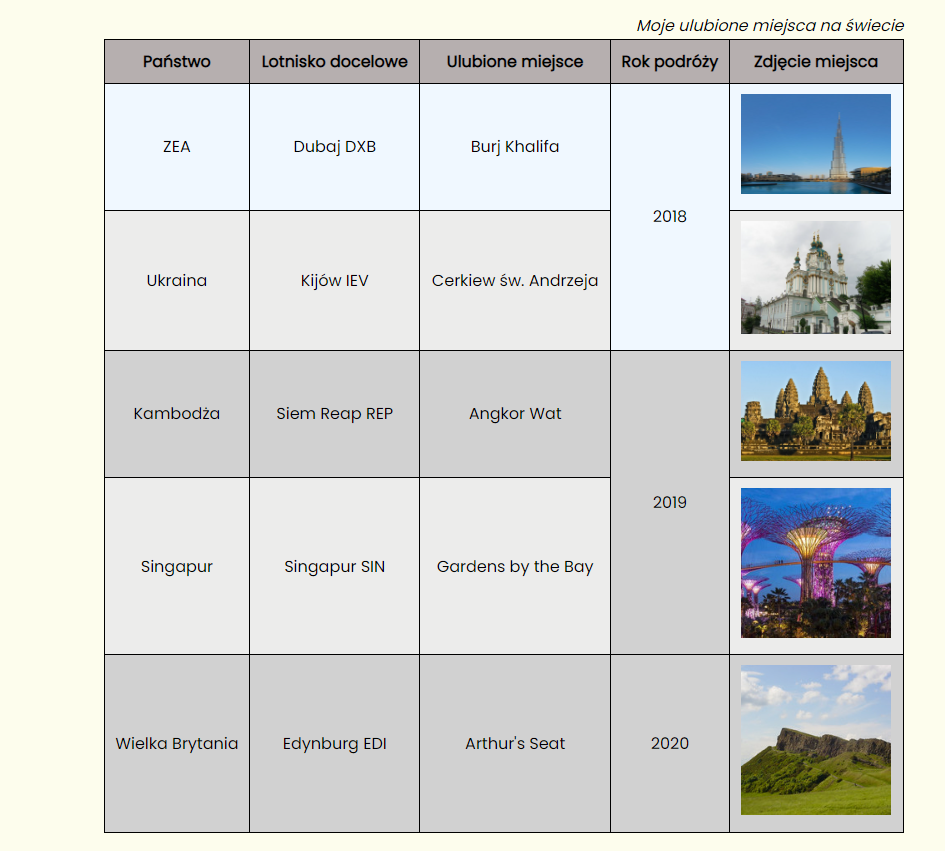 Moje ulubione miejsca na świecie
Państwo Lotnisko docelowe Ulubione miejsce Rok podróży Zdjęcie miejsca
ZEA Dubaj DXB Burj Khalifa
2018
Ukraina Kijów IEV Cerkiew św. Andrzeja
Kambodża Siem Reap REP Angkor Wat
2019
Singapur Singapur SIN Gardens by the Bay
Wielka Brytania Edynburg EDI Arthur's Seat 2020